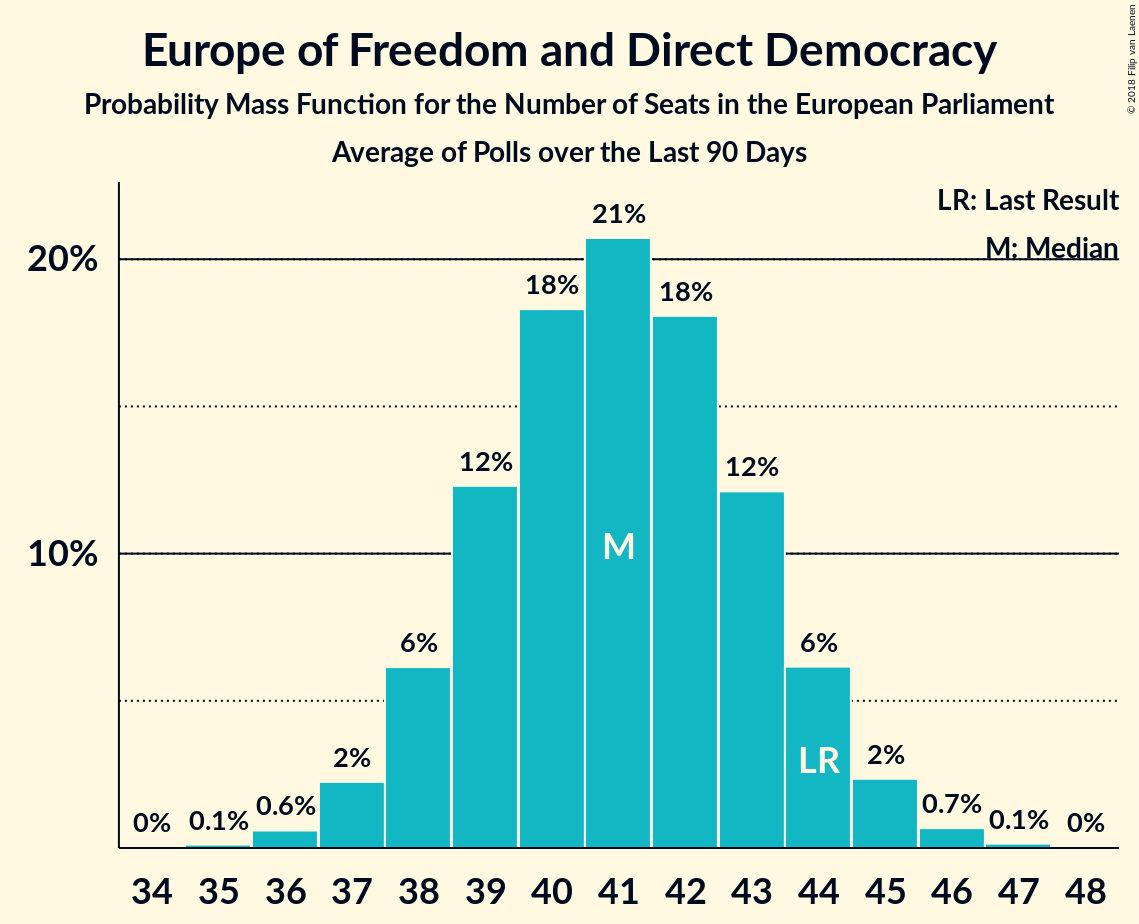 Europe of Freedom and Direct Democracy
Probability Mass Function for the Number of Seats in the European Parliament
Average of Polls over the Last 90 Days
© 2018 Filip van Laenen
LR: Last Result
M: Median
20%
10%
0%
0.1%
0.6%
2%
6%
12%
18%
21%
18%
12%
6%
2%
0.7%
0.1%
0%
M
LR
34 35 36 37 38 39 40 41 42 43 44 45 46 47 48